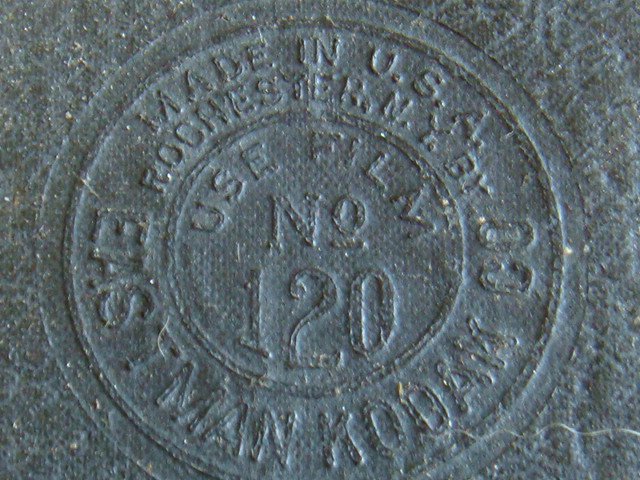 MADE IN U.S.A.
ROCHESTER, N.Y. BY
EASTMAN KODAK CO
USE FILM
No
120